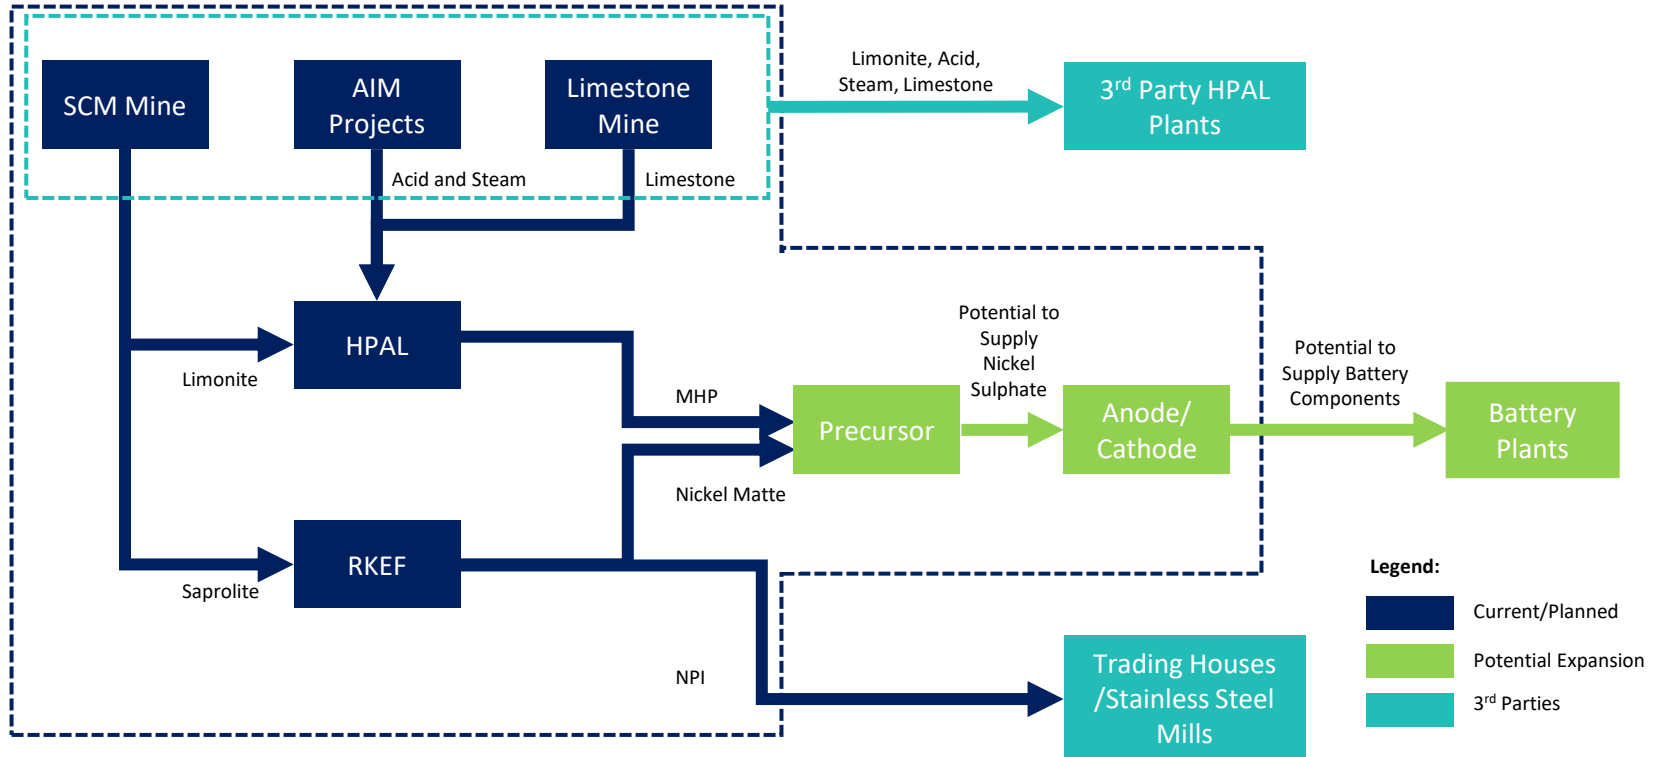 SCM Mine
AIM
Projects
Limestone
Mine
Limonite, Acid,
Steam, Limestone
3rd Party HPAL
Plants
Acid and Steam
Limestone
HPAL
Limonite
MHP
Potential to
Supply
Nickel
Sulphate
Potential to
Supply Battery
Components
Precursor
Anode/
Cathode
Battery
Plants
Nickel Matte
RKEF
Saprolite
NPI
Trading Houses
/Stainless Steel
Mills
Legend:
Current/Planned
Potential Expansion
3rd Parties